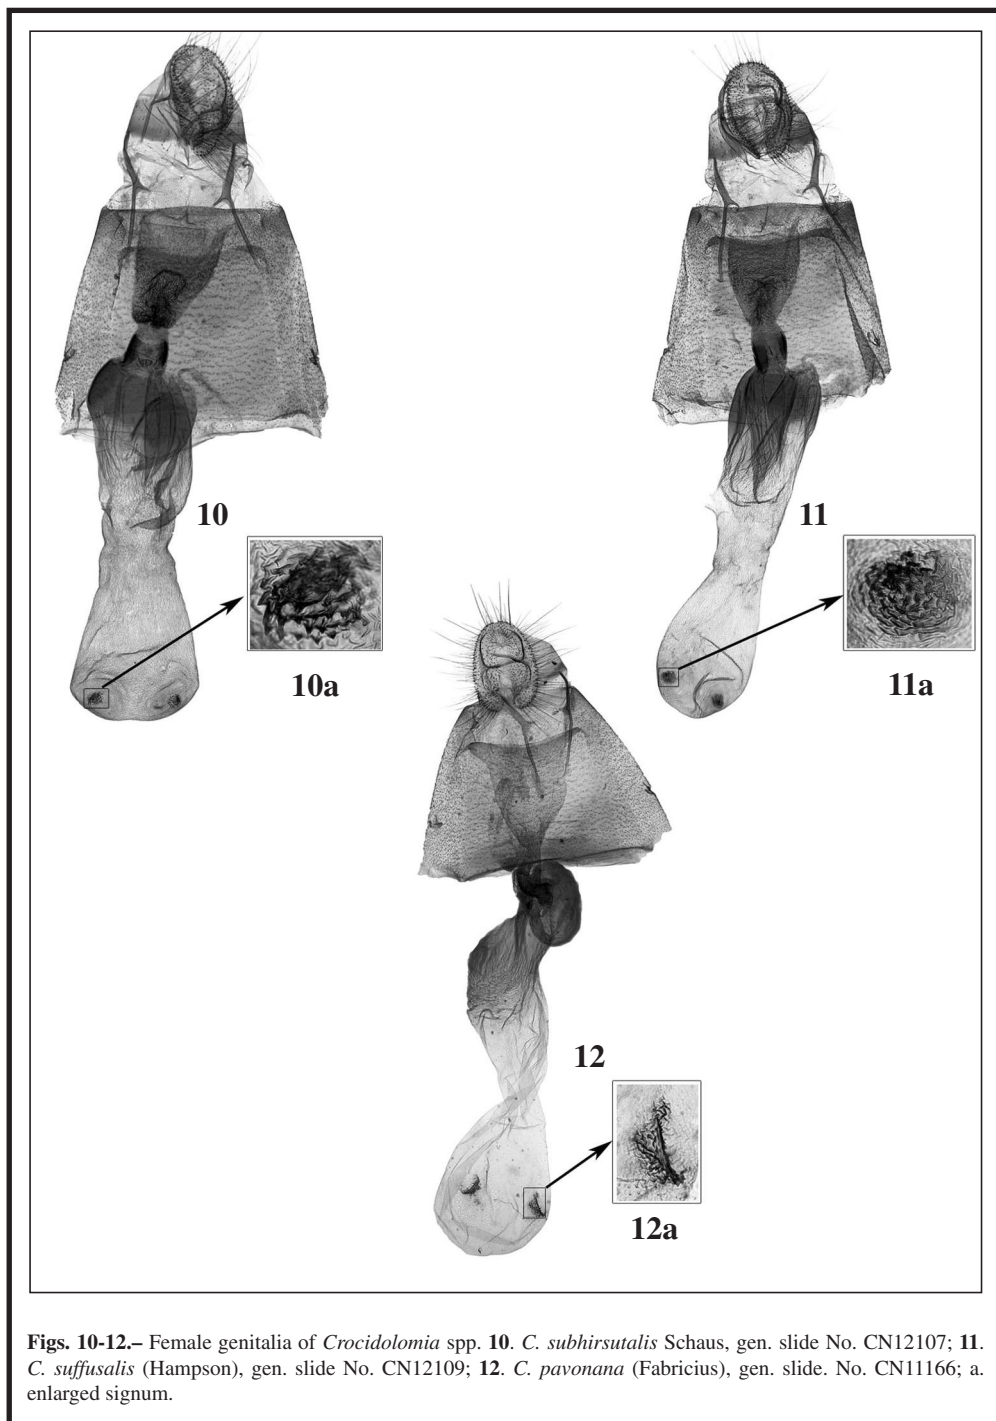 10
11
10a
11a
12
12a
Figs. 10-12.– Female genitalia of Crocidolomia spp. 10. C. subhirsutalis Schaus, gen. slide No. CN12107; 11.
C. suffusalis (Hampson), gen. slide No. CN12109; 12. C. pavonana (Fabricius), gen. slide. No. CN11166; a.
enlarged signum.